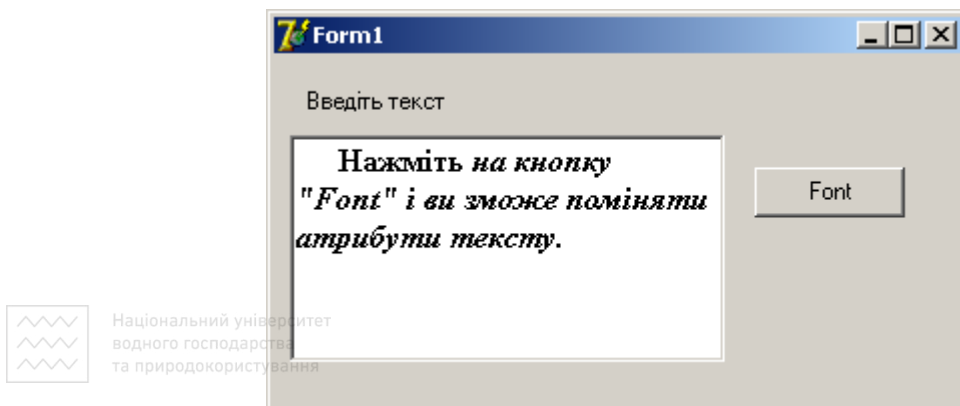 Form1
Введіть текст
Нажміть на кнопку
"Font" і ви зможе поміняти
атрибути тексту.
Font
Національний університет
водного господарства
та природокористування